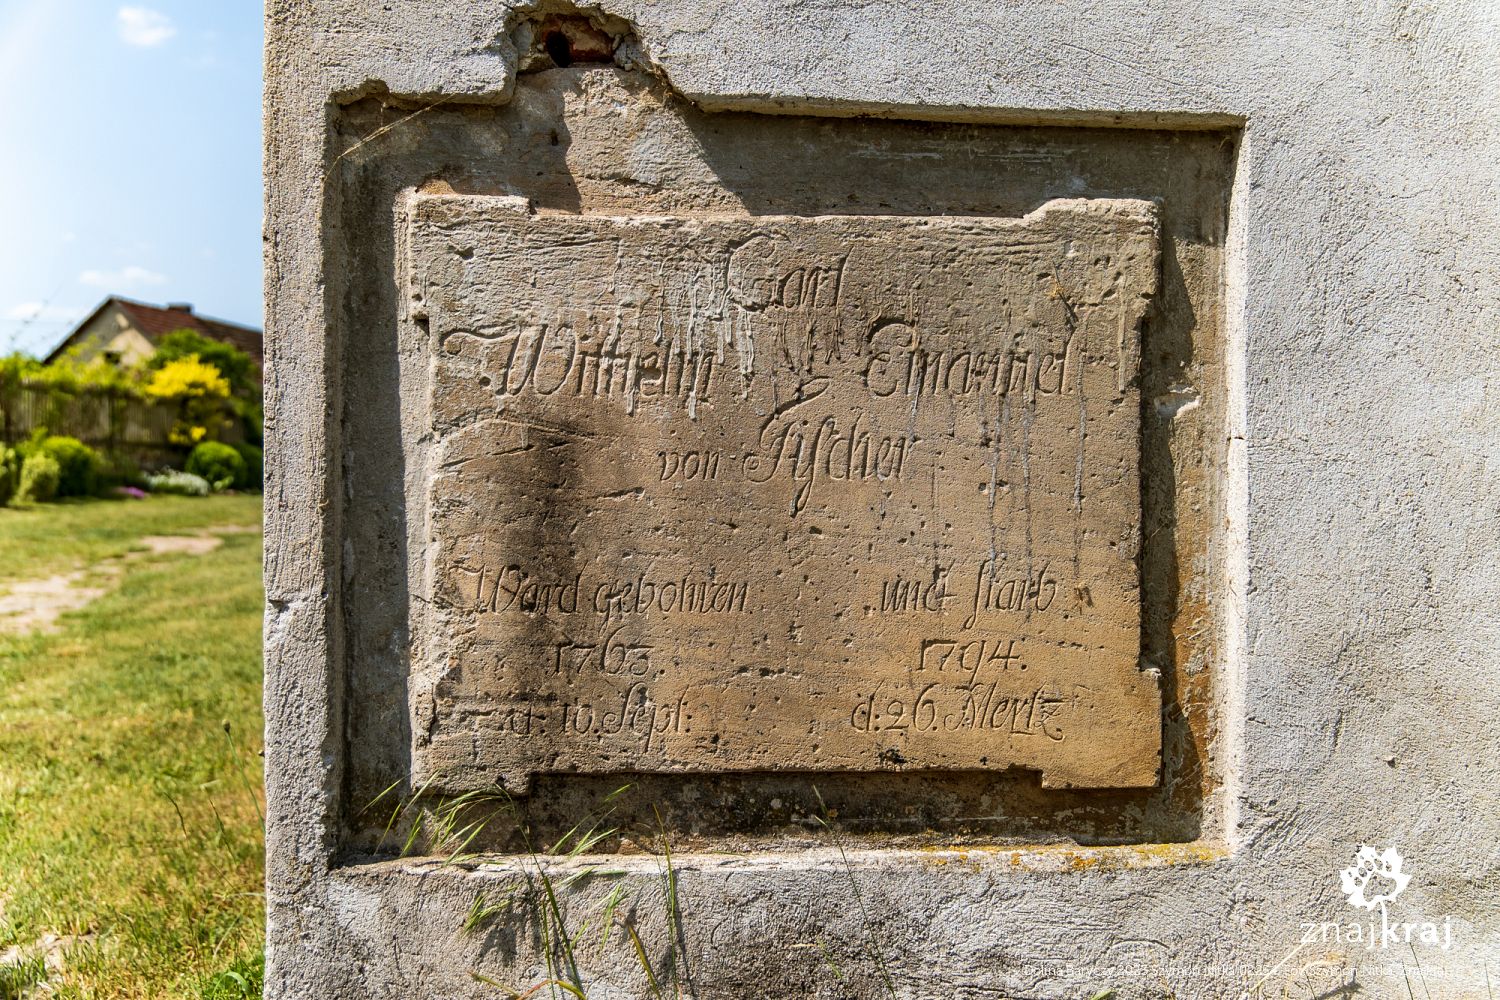 Carl
Wilhelm Emanuel
von Fiſcher
Ward gebohren und ſtarb
1763. 1794.
d. 10. Sept: d: 26. Mertz
znajkraj